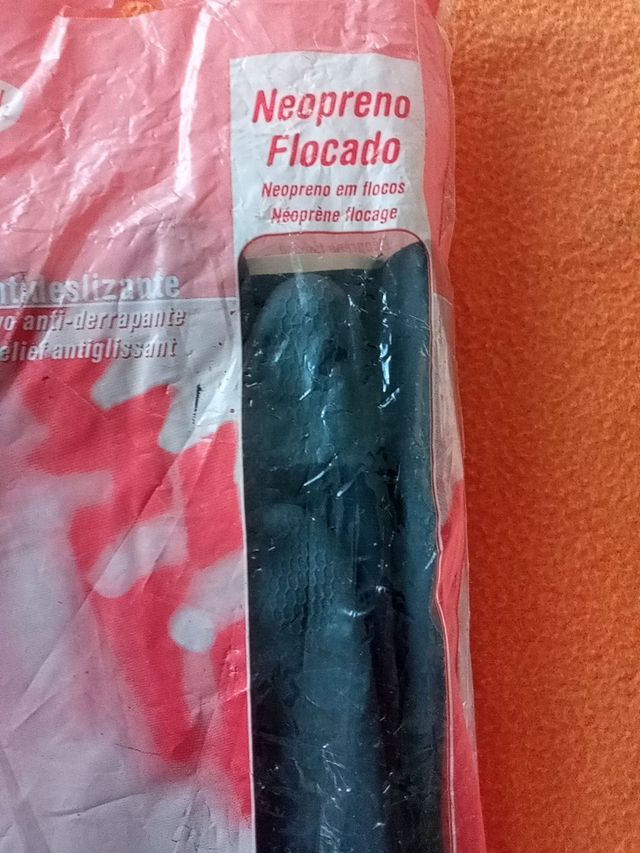 Neopreno
Flocado
Neopreno em flocos
Néoprène flocage
antideslizante
anti-derrapante
relief antiglissant